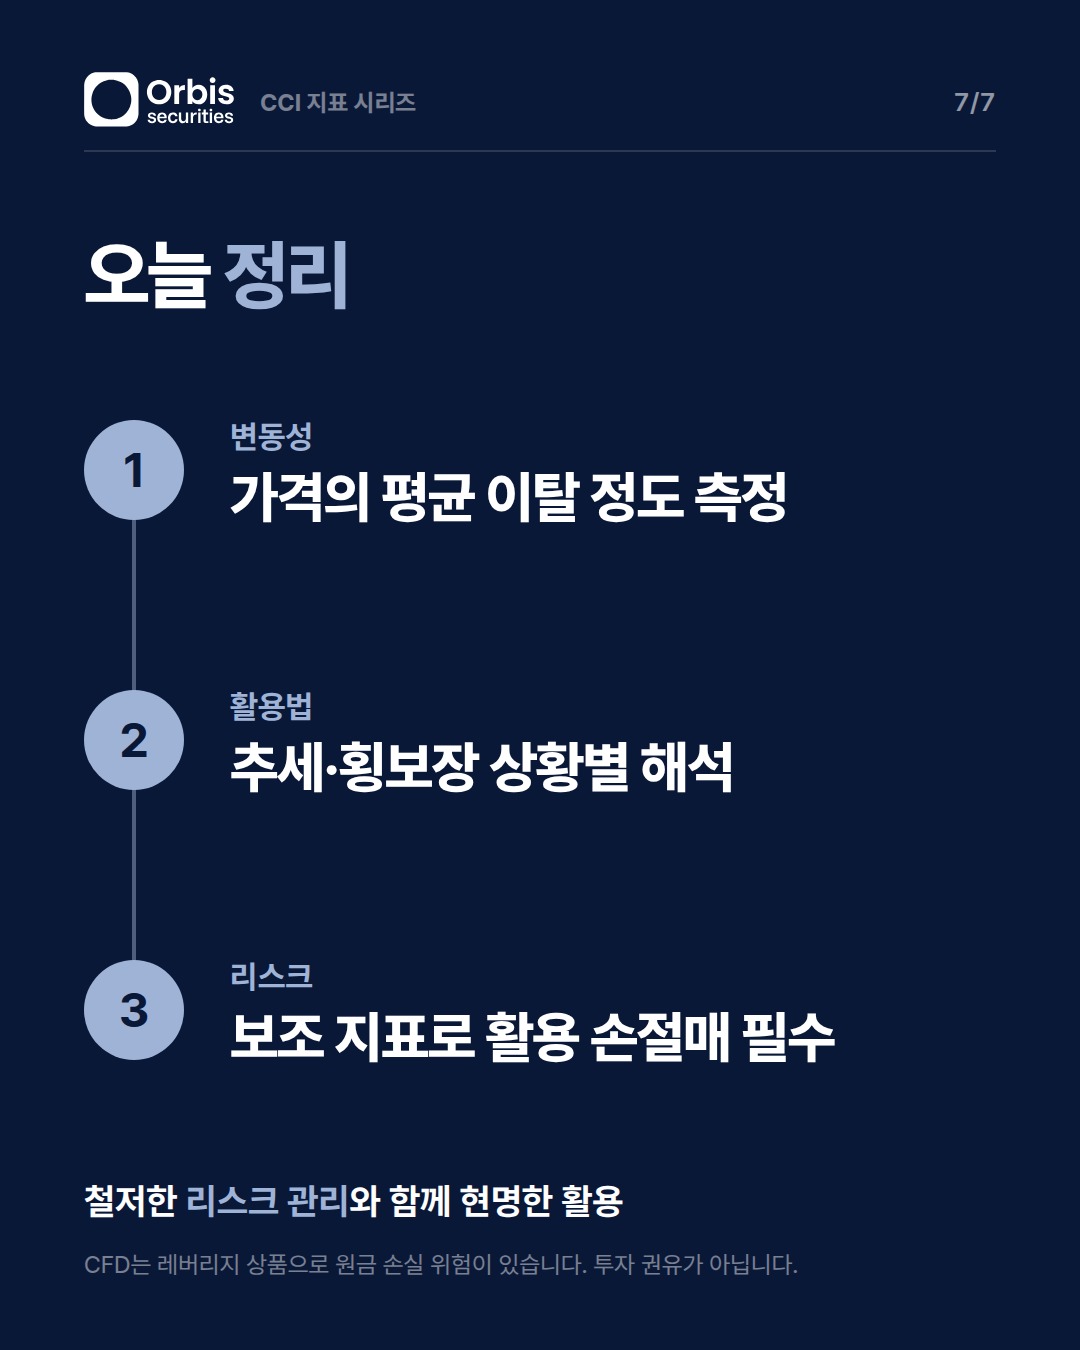 Orbis
securities
CCI 지표 시리즈
7/7
오늘 정리
1
변동성
가격의 평균 이탈 정도 측정
2
활용법
추세·횡보장 상황별 해석
3
리스크
보조 지표로 활용 손절매 필수
철저한 리스크 관리와 함께 현명한 활용
CFD는 레버리지 상품으로 원금 손실 위험이 있습니다. 투자 권유가 아닙니다.